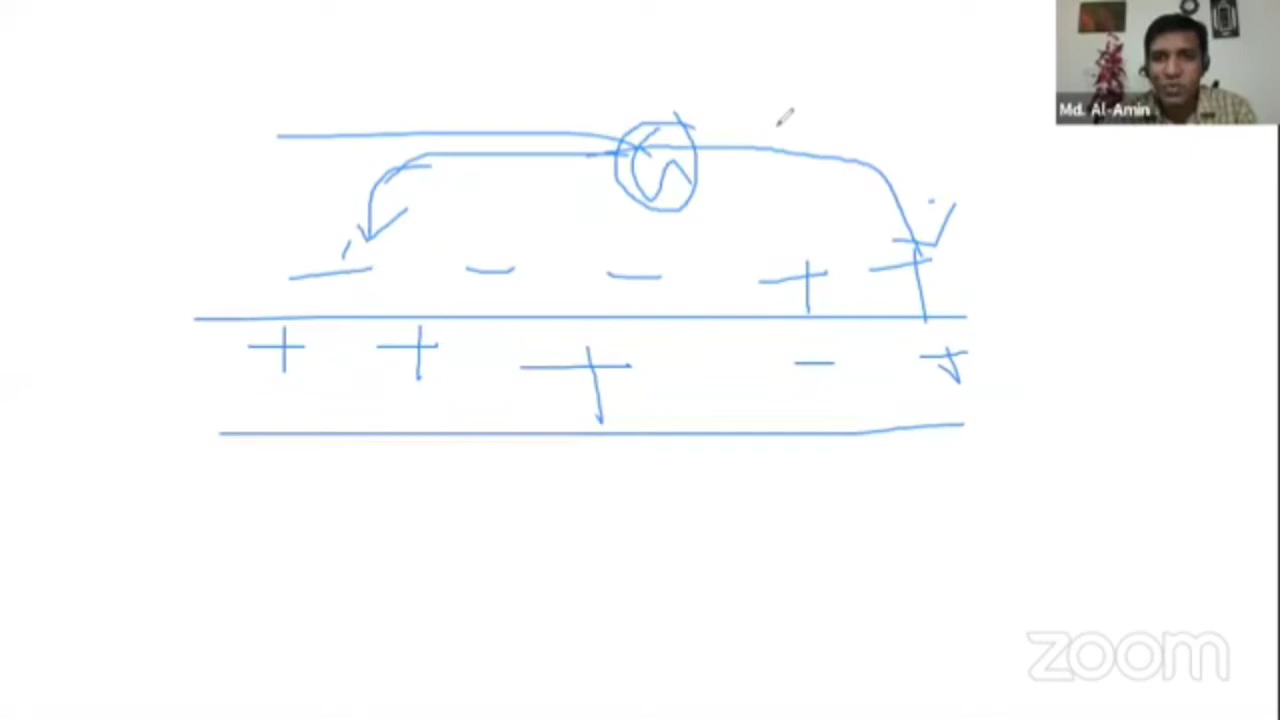 Md. Al-Amin
− − − + +
+ + + − +
zoom